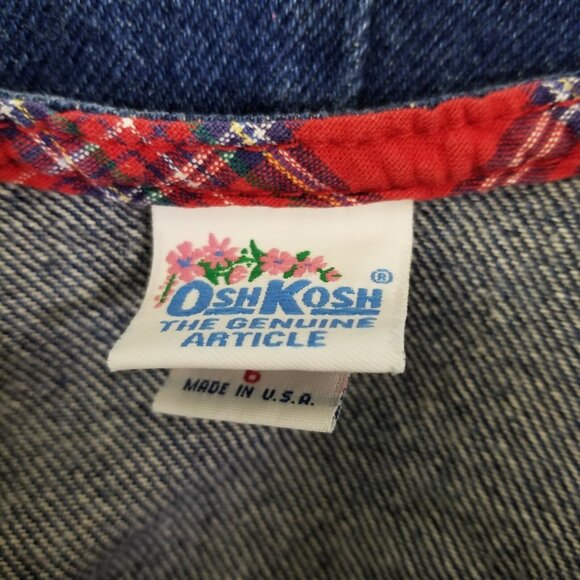 OSHKOSH ®
THE GENUINE
ARTICLE
6
MADE IN U.S.A.